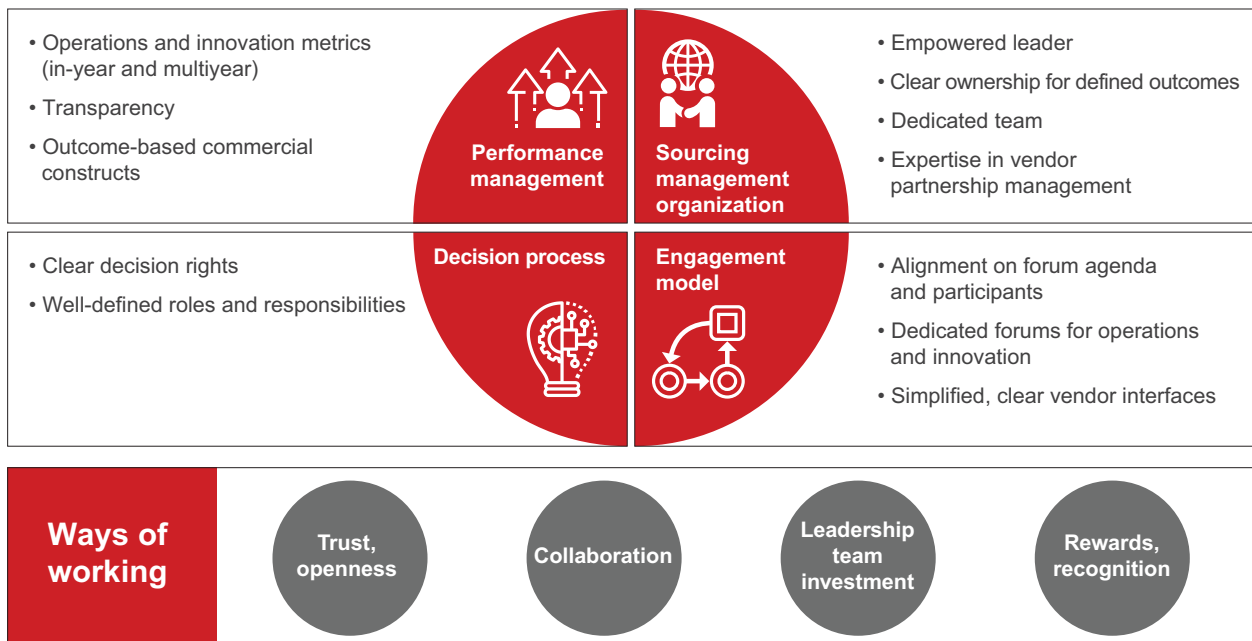 • Operations and innovation metrics
(in-year and multiyear)
• Transparency
• Outcome-based commercial
constructs
Performance
management
Sourcing
management
organization
• Empowered leader
• Clear ownership for defined outcomes
• Dedicated team
• Expertise in vendor
partnership management
• Clear decision rights
• Well-defined roles and responsibilities
Decision process
Engagement
model
• Alignment on forum agenda
and participants
• Dedicated forums for operations
and innovation
• Simplified, clear vendor interfaces
Ways of
working
Trust,
openness
Collaboration
Leadership
team
investment
Rewards,
recognition